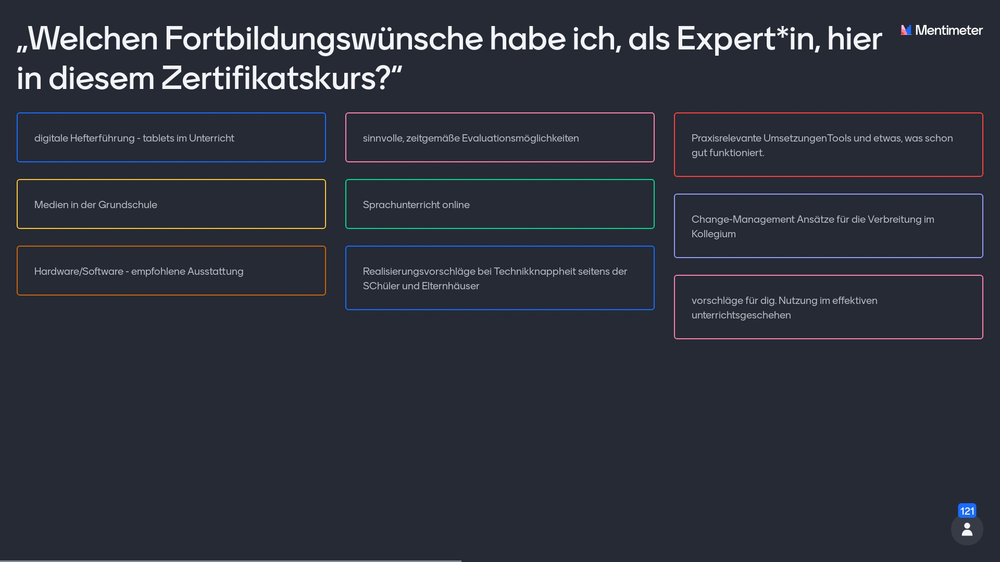 „Welchen Fortbildungswünsche habe ich, als Expert*in, hier
in diesem Zertifikatskurs?“
Mentimeter
digitale Hefterführung - tablets im Unterricht
Medien in der Grundschule
Hardware/Software - empfohlene Ausstattung
sinnvolle, zeitgemäße Evaluationsmöglichkeiten
Sprachunterricht online
Realisierungsvorschläge bei Technikknappheit seitens der
SChüler und Elternhäuser
Praxisrelevante UmsetzungenTools und etwas, was schon
gut funktioniert.
Change-Management Ansätze für die Verbreitung im
Kollegium
vorschläge für dig. Nutzung im effektiven
unterrichtsgeschehen
121